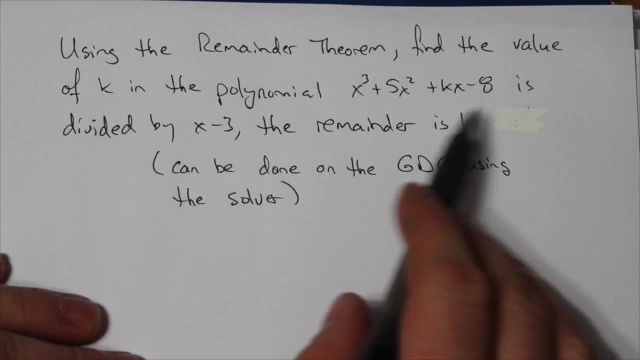 Using the Remainder Theorem, find the value
of k in the polynomial x³ + 5x² + kx - 8 is
divided by x-3, the remainder is
(can be done on the GDC using
the solver)